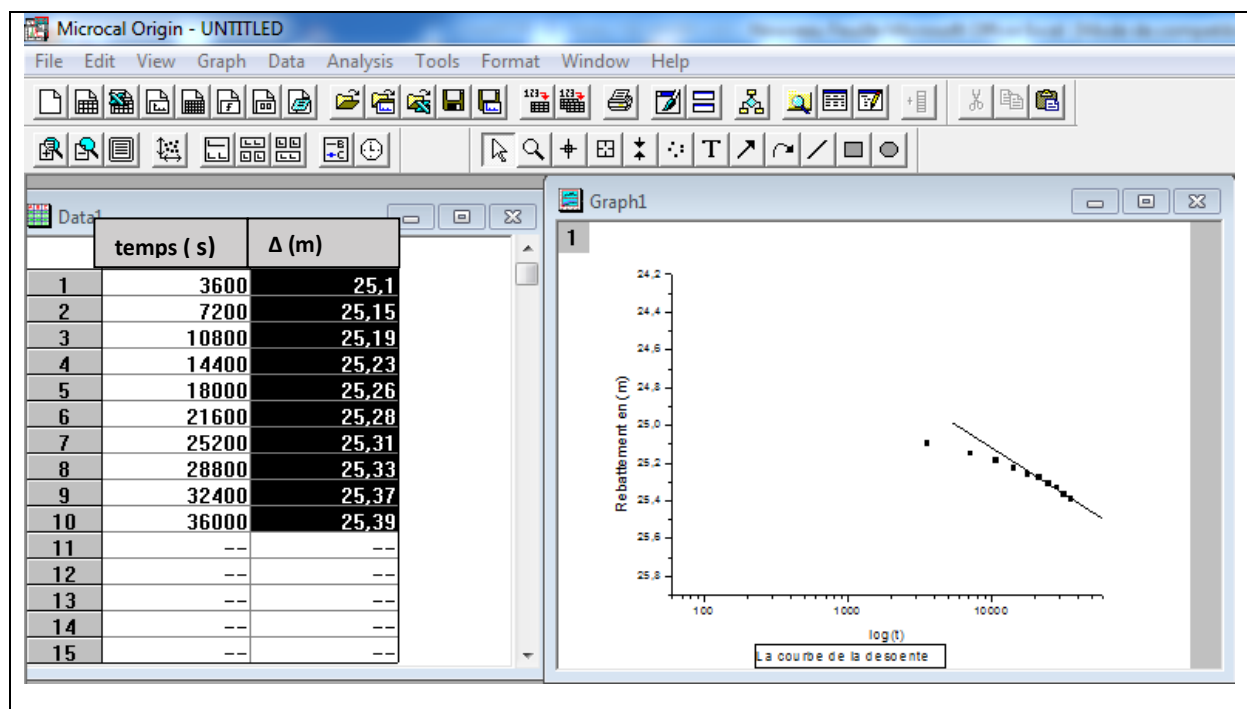 Microcal Origin - UNTITLED
File Edit View Graph Data Analysis Tools Format Window Help
Data1
temps ( s) Δ (m)
1 3600 25,1
2 7200 25,15
3 10800 25,19
4 14400 25,23
5 18000 25,26
6 21600 25,28
7 25200 25,31
8 28800 25,33
9 32400 25,37
10 36000 25,39
11 -- --
12 -- --
13 -- --
14 -- --
15 -- --
Graph1
1
24,2
24,4
24,6
24,8
25,0
25,2
25,4
25,6
25,8
Rebattement en ( m)
100 1000 10000
log(t)
La courbe de la descente